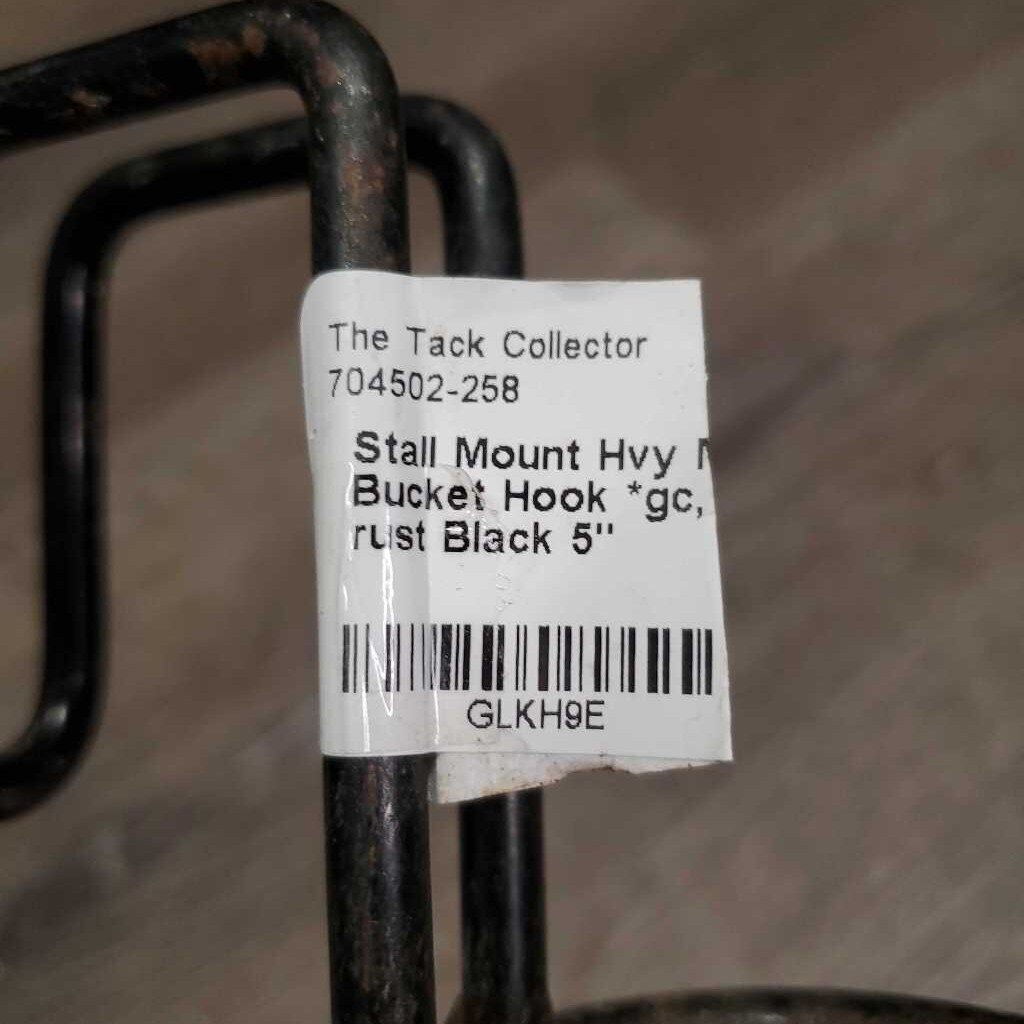 The Tack Collector
704502-258
Stall Mount Hvy
Bucket Hook *gc,
rust Black 5"
GLKH9E